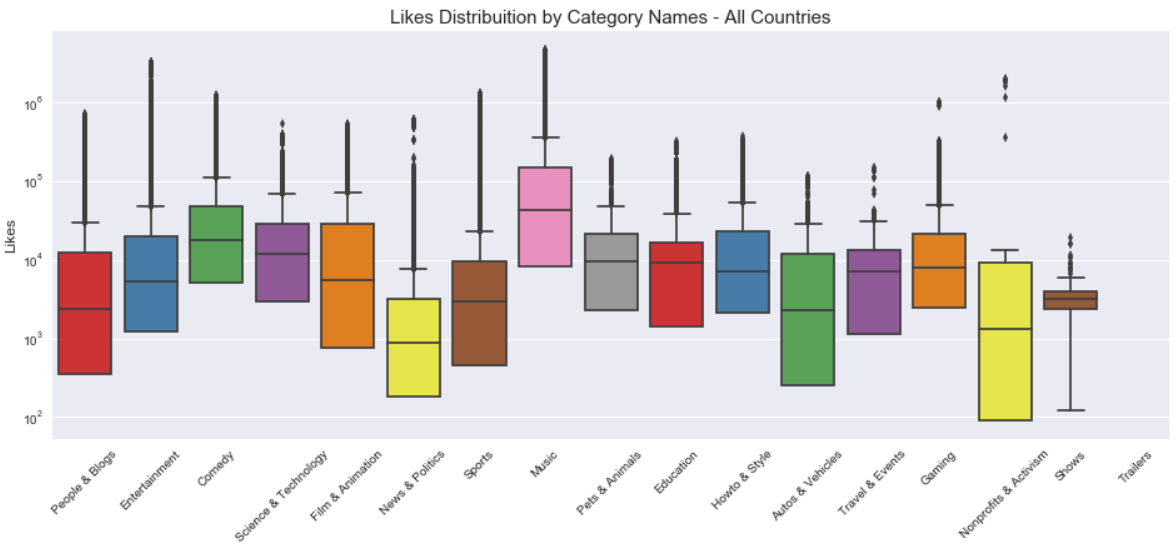 Likes Distribuition by Category Names - All Countries
Likes
10^6
10^5
10^4
10^3
10^2
People & Blogs
Entertainment
Comedy
Science & Technology
Film & Animation
News & Politics
Sports
Music
Pets & Animals
Education
Howto & Style
Autos & Vehicles
Travel & Events
Gaming
Nonprofits & Activism
Shows
Trailers